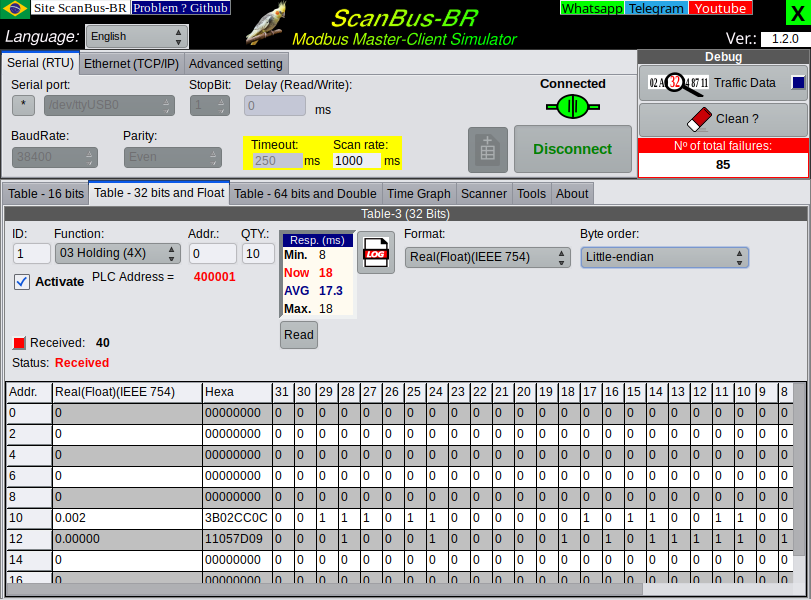 Site ScanBus-BR Problem ? Github Whatsapp Telegram Youtube
ScanBus-BR
Modbus Master-Client Simulator
X
Language: English
Ver.: 1.2.0
Serial (RTU) Ethernet (TCP/IP) Advanced setting
Debug
Serial port: StopBit: Delay (Read/Write): Connected
* /dev/ttyUSB0 1 0 ms
Traffic Data
BaudRate: Parity: Timeout: Scan rate:
38400 Even 250 ms 1000 ms
Disconnect
Clean ?
Nº of total failures:
85
Table - 16 bits Table - 32 bits and Float Table - 64 bits and Double Time Graph Scanner Tools About
Table-3 (32 Bits)
ID: Function: Addr.: QTY.: Resp. (ms) Format: Byte order:
1 03 Holding (4X) 0 10 Min. 8 LOG Real(Float)(IEEE 754) Little-endian
Activate PLC Address = 400001 Now 18
AVG 17.3
Max. 18
Read
Received: 40
Status: Received
Addr. Real(Float)(IEEE 754) Hexa 31 30 29 28 27 26 25 24 23 22 21 20 19 18 17 16 15 14 13 12 11 10 9 8
0 0 00000000 0 0 0 0 0 0 0 0 0 0 0 0 0 0 0 0 0 0 0 0 0 0 0 0
2 0 00000000 0 0 0 0 0 0 0 0 0 0 0 0 0 0 0 0 0 0 0 0 0 0 0 0
4 0 00000000 0 0 0 0 0 0 0 0 0 0 0 0 0 0 0 0 0 0 0 0 0 0 0 0
6 0 00000000 0 0 0 0 0 0 0 0 0 0 0 0 0 0 0 0 0 0 0 0 0 0 0 0
8 0 00000000 0 0 0 0 0 0 0 0 0 0 0 0 0 0 0 0 0 0 0 0 0 0 0 0
10 0.002 3B02CC0C 0 0 1 1 1 0 1 1 0 0 0 0 0 0 1 0 1 1 0 0 1 1 0 0
12 0.00000 11057D09 0 0 0 1 0 0 0 1 0 0 0 0 0 1 0 1 0 1 1 1 1 1 0 1
14 0 00000000 0 0 0 0 0 0 0 0 0 0 0 0 0 0 0 0 0 0 0 0 0 0 0 0
16 0 00000000 0 0 0 0 0 0 0 0 0 0 0 0 0 0 0 0 0 0 0 0 0 0 0 0